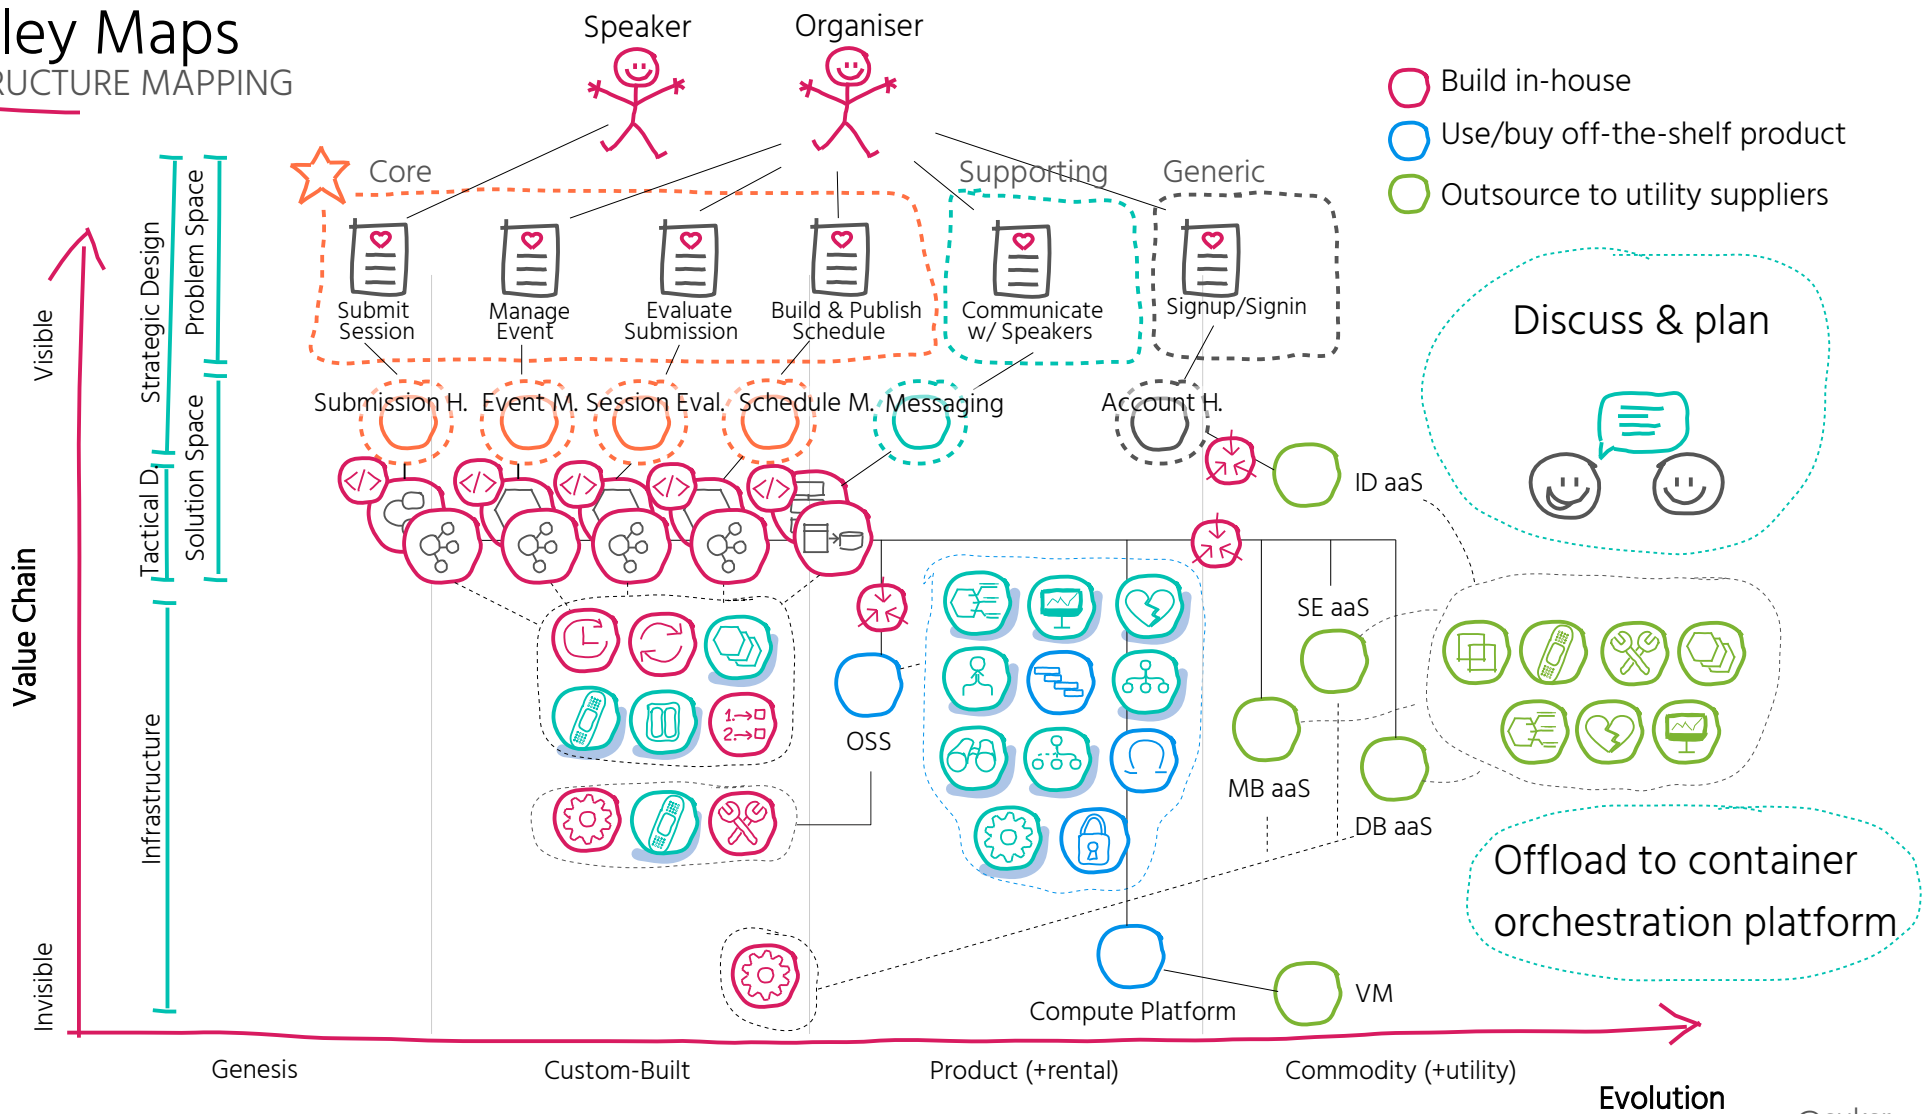 ley Maps
RUCTURE MAPPING
Speaker
Organiser
Build in-house
Use/buy off-the-shelf product
Outsource to utility suppliers
Core
Supporting
Generic
Submit
Session
Manage
Event
Evaluate
Submission
Build & Publish
Schedule
Communicate
w/ Speakers
Signup/Signin
Discuss & plan
Visible
Strategic Design
Problem Space
Submission H.
Event M.
Session Eval.
Schedule M.
Messaging
Account H.
Tactical D.
Solution Space
</>
</>
</>
</>
</>
ID aaS
Value Chain
SE aaS
1.
2.
OSS
MB aaS
DB aaS
Infrastructure
Offload to container
orchestration platform
Invisible
Compute Platform
VM
Genesis
Custom-Built
Product (+rental)
Commodity (+utility)
Evolution